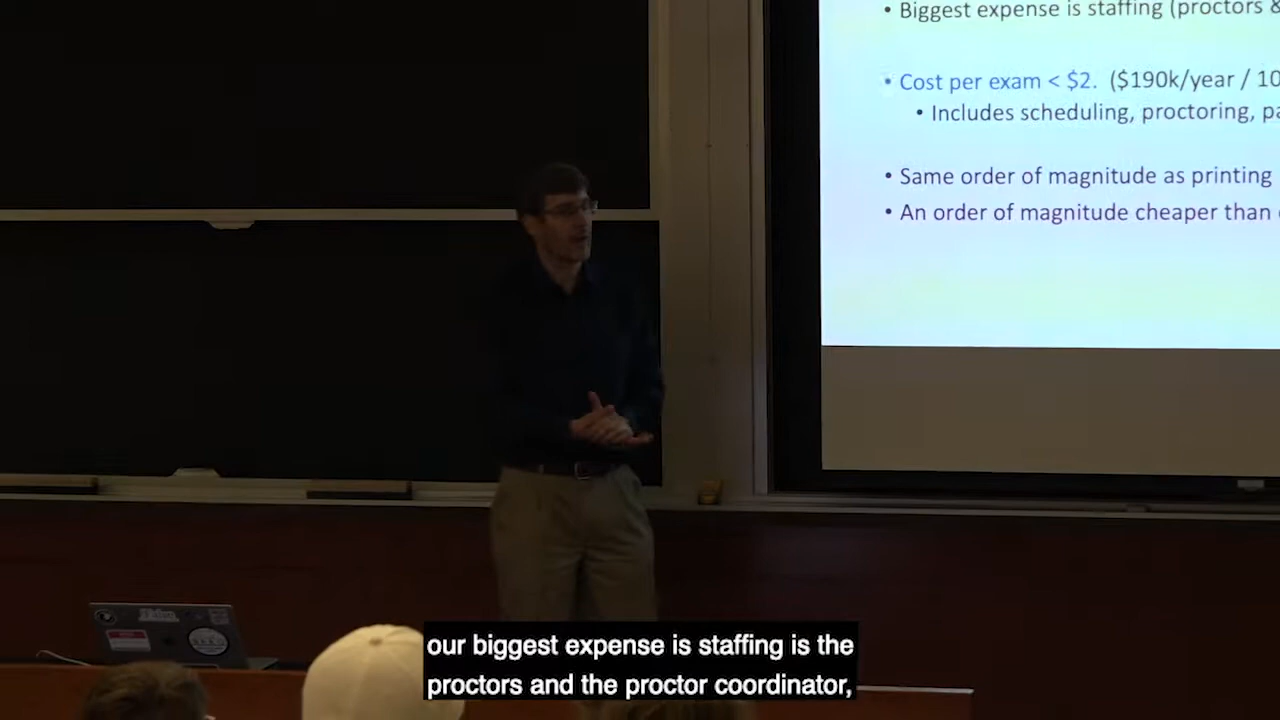 • Biggest expense is staffing (proctors &
• Cost per exam < $2. ($190k/year / 10
• Includes scheduling, proctoring, pa
• Same order of magnitude as printing
• An order of magnitude cheaper than
our biggest expense is staffing is the
proctors and the proctor coordinator,